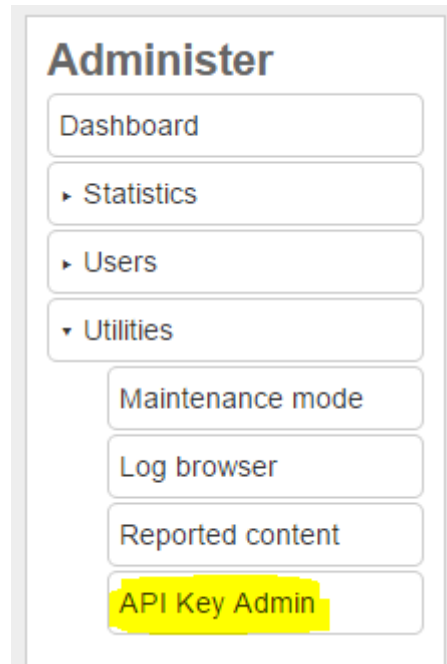 Administer
Dashboard
▸ Statistics
▸ Users
▾ Utilities
Maintenance mode
Log browser
Reported content
API Key Admin